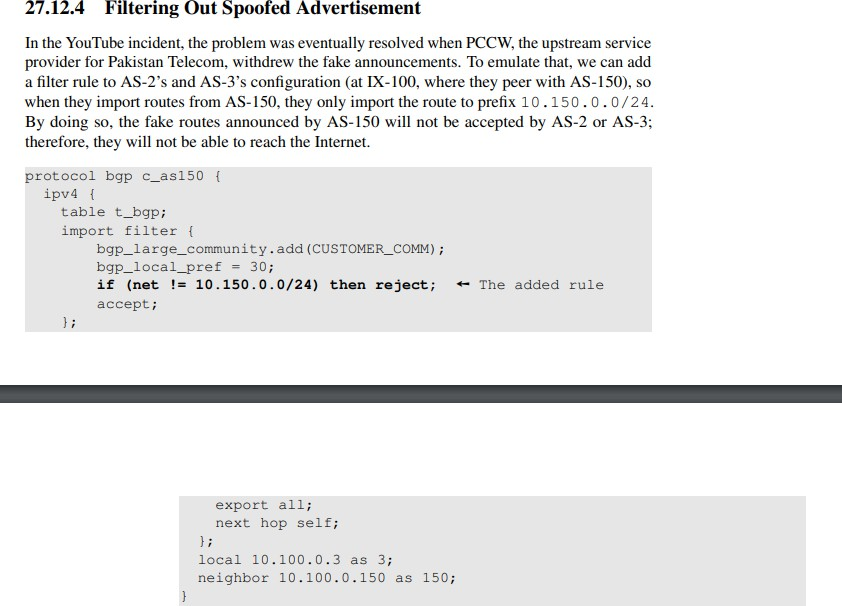 27.12.4 Filtering Out Spoofed Advertisement
In the YouTube incident, the problem was eventually resolved when PCCW, the upstream service
provider for Pakistan Telecom, withdrew the fake announcements. To emulate that, we can add
a filter rule to AS-2's and AS-3's configuration (at IX-100, where they peer with AS-150), so
when they import routes from AS-150, they only import the route to prefix 10.150.0.0/24.
By doing so, the fake routes announced by AS-150 will not be accepted by AS-2 or AS-3;
therefore, they will not be able to reach the Internet.
protocol bgp c_as150 {
ipv4 {
table t_bgp;
import filter {
bgp_large_community.add(CUSTOMER_COMM);
bgp_local_pref = 30;
if (net != 10.150.0.0/24) then reject; ← The added rule
accept;
};
export all;
next hop self;
};
local 10.100.0.3 as 3;
neighbor 10.100.0.150 as 150;
}